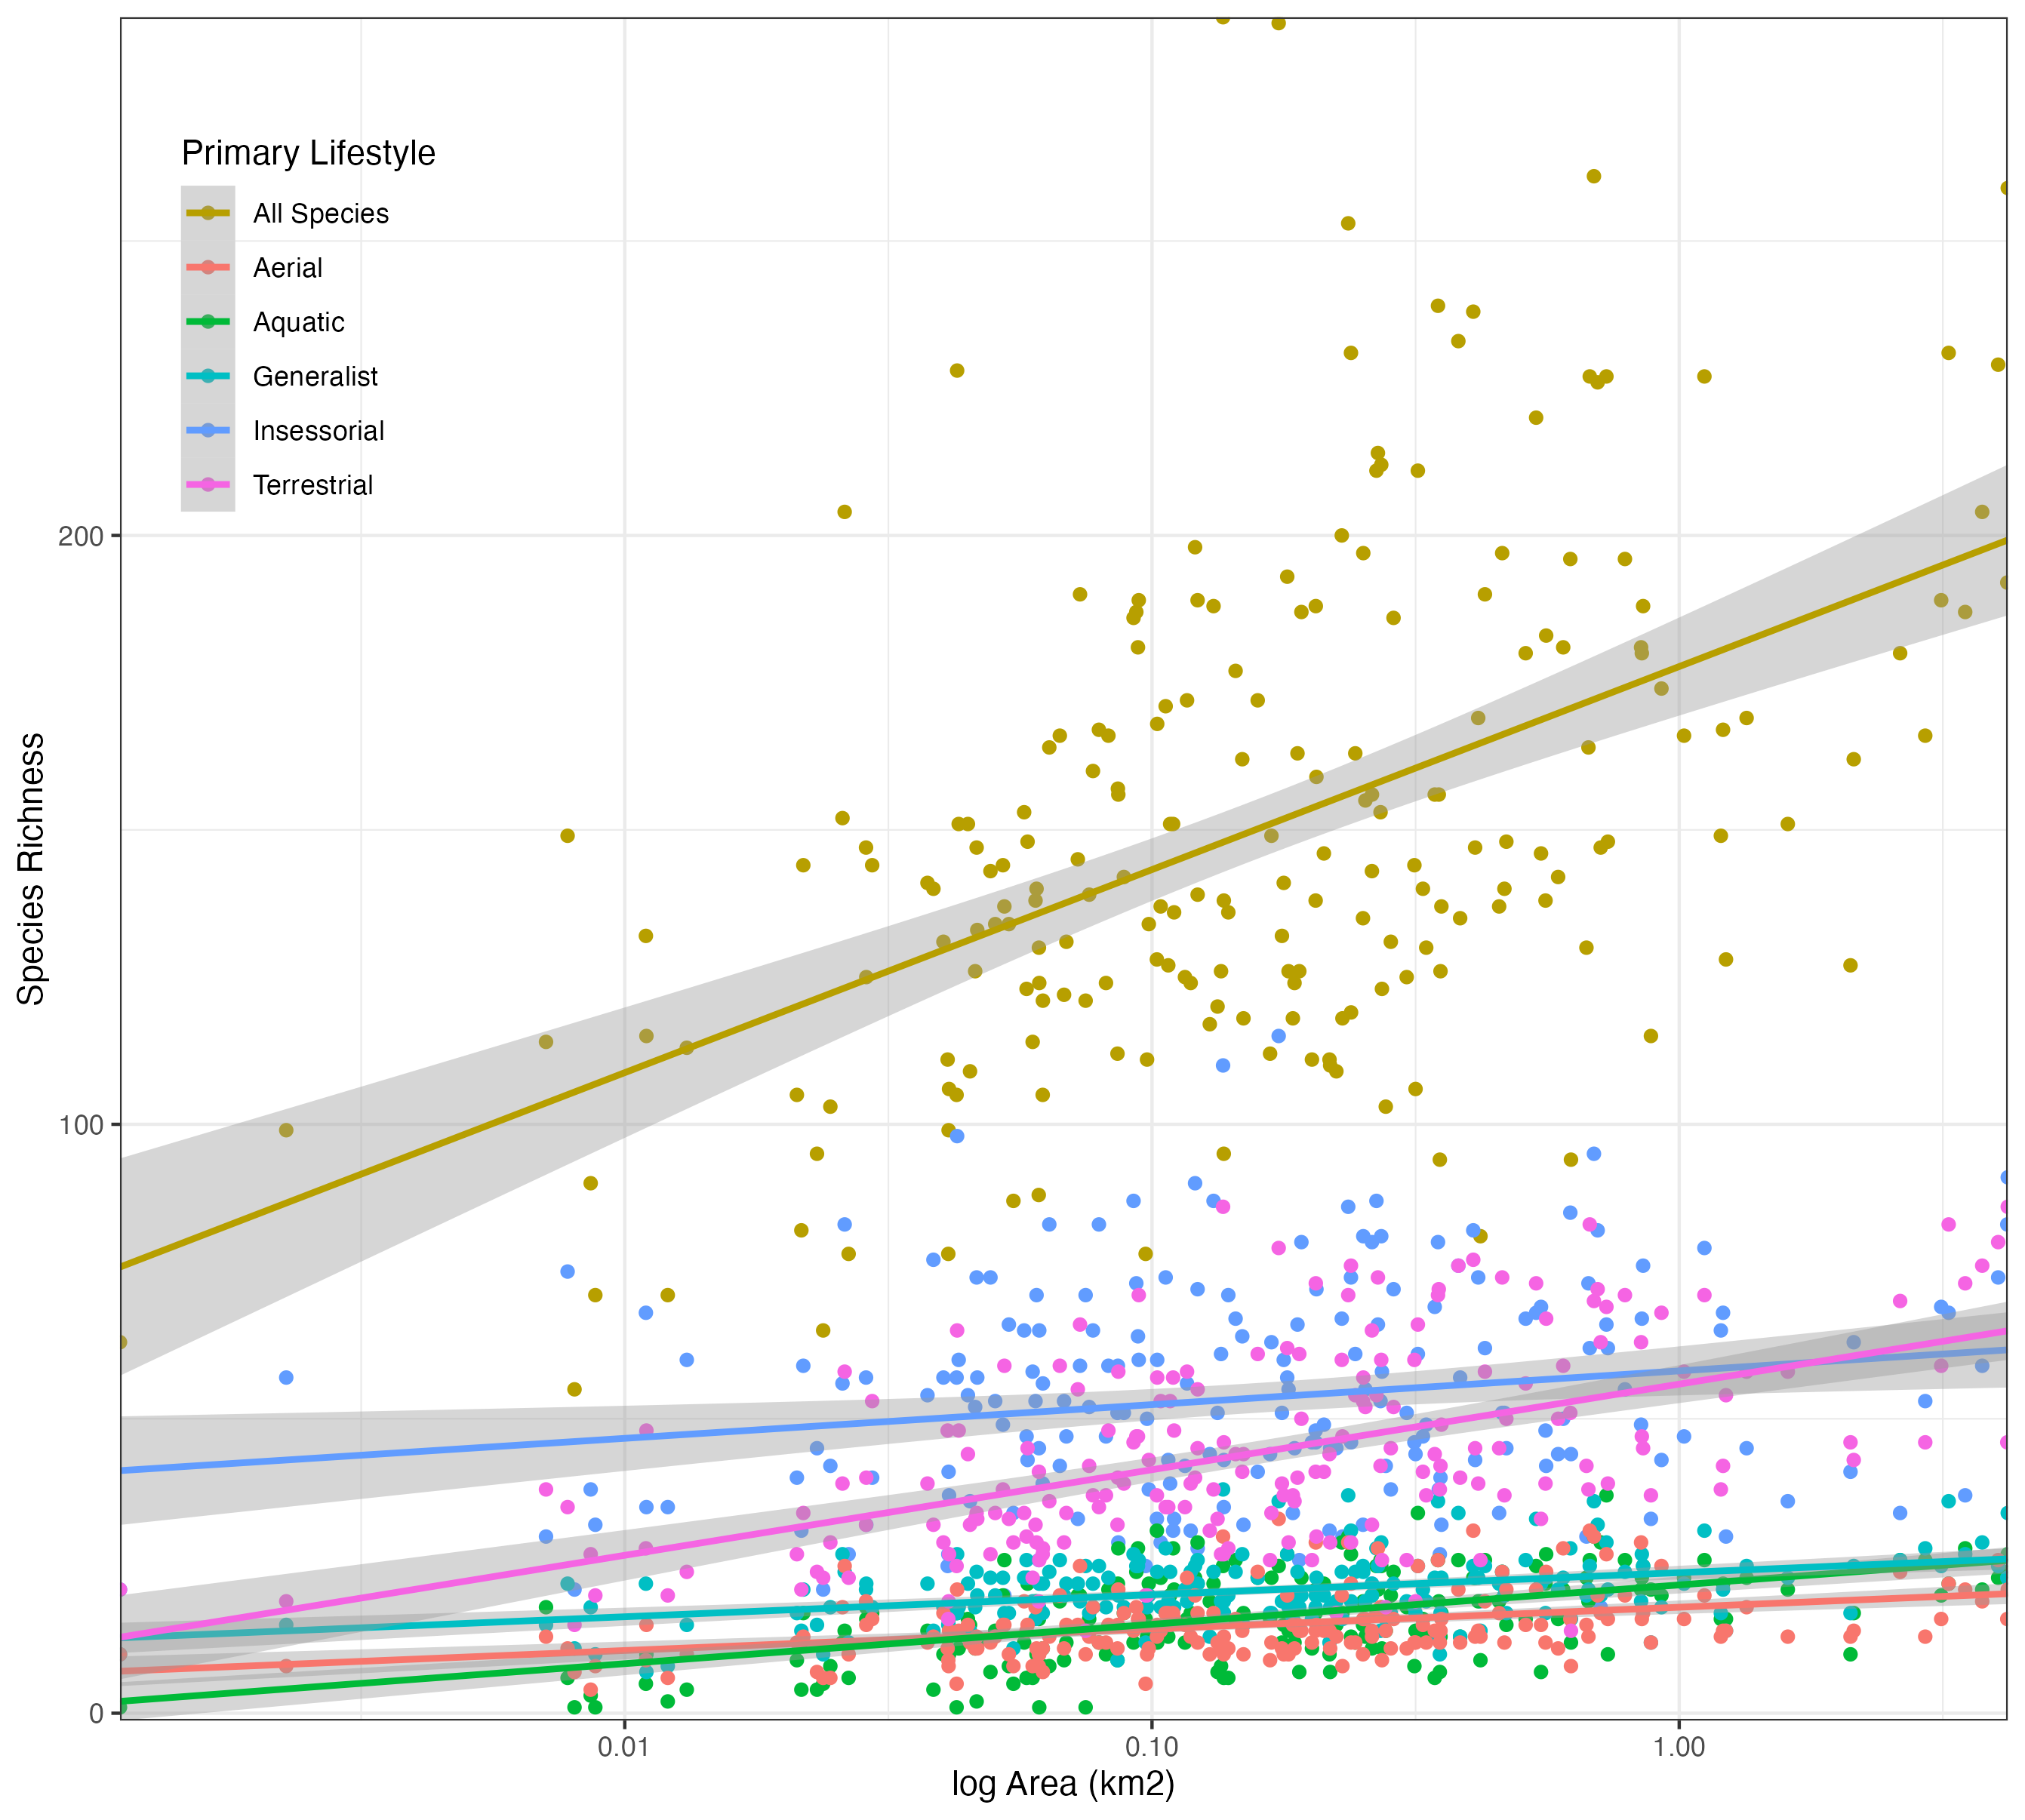 Primary Lifestyle
All Species
Aerial
Aquatic
Generalist
Insessorial
Terrestrial
Species Richness
200
100
0
0.01
0.10
1.00
log Area (km2)